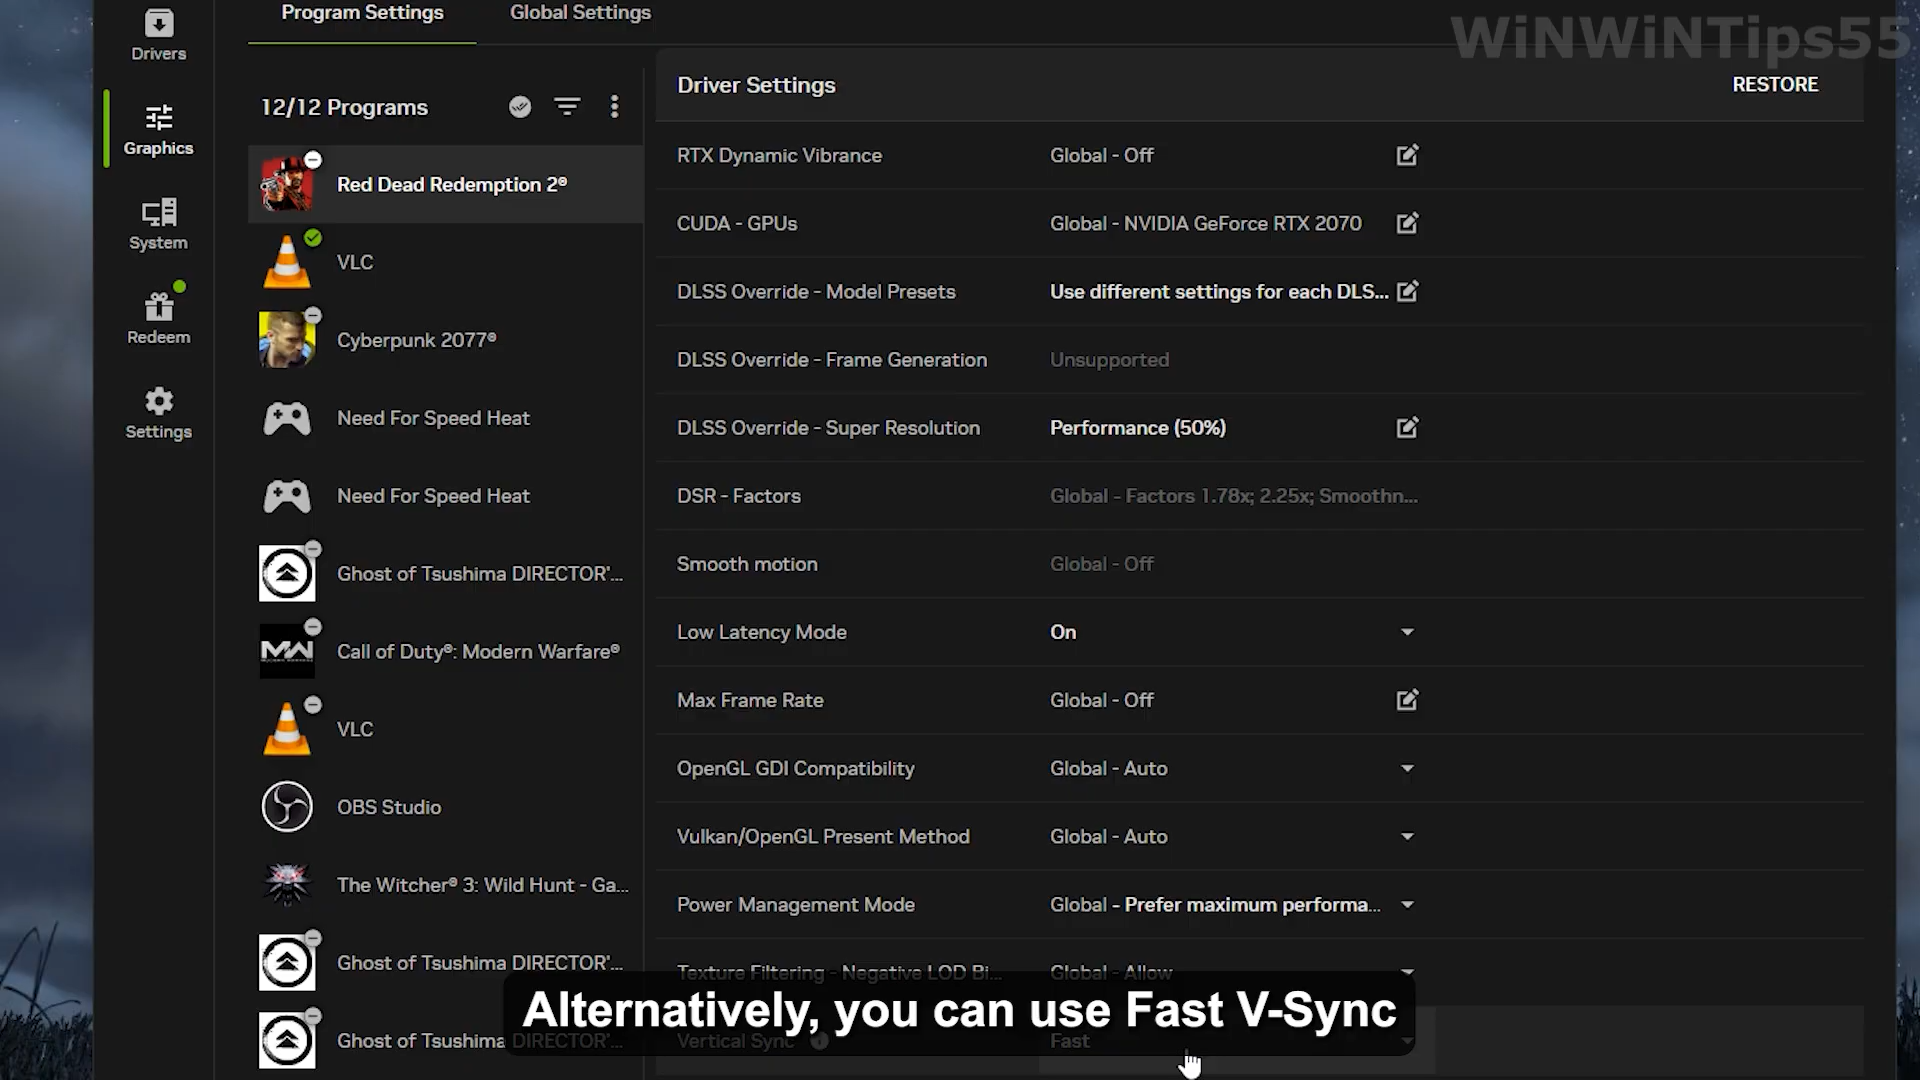 WiNWiNTips55
Program Settings
Global Settings
Drivers
Graphics
System
Redeem
Settings
12/12 Programs
Red Dead Redemption 2®
VLC
Cyberpunk 2077®
Need For Speed Heat
Need For Speed Heat
Ghost of Tsushima DIRECTOR'...
Call of Duty®: Modern Warfare®
VLC
OBS Studio
The Witcher® 3: Wild Hunt - Ga...
Ghost of Tsushima DIRECTOR'...
Ghost of Tsushima DIRECTOR'...
Driver Settings
RESTORE
RTX Dynamic Vibrance
Global - Off
CUDA - GPUs
Global - NVIDIA GeForce RTX 2070
DLSS Override - Model Presets
Use different settings for each DLS...
DLSS Override - Frame Generation
Unsupported
DLSS Override - Super Resolution
Performance (50%)
DSR - Factors
Global - Factors 1.78x; 2.25x; Smoothn...
Smooth motion
Global - Off
Low Latency Mode
On
Max Frame Rate
Global - Off
OpenGL GDI Compatibility
Global - Auto
Vulkan/OpenGL Present Method
Global - Auto
Power Management Mode
Global - Prefer maximum performa...
Texture Filtering - Negative LOD Bi...
Global - Allow
Vertical Sync
Fast
Alternatively, you can use Fast V-Sync